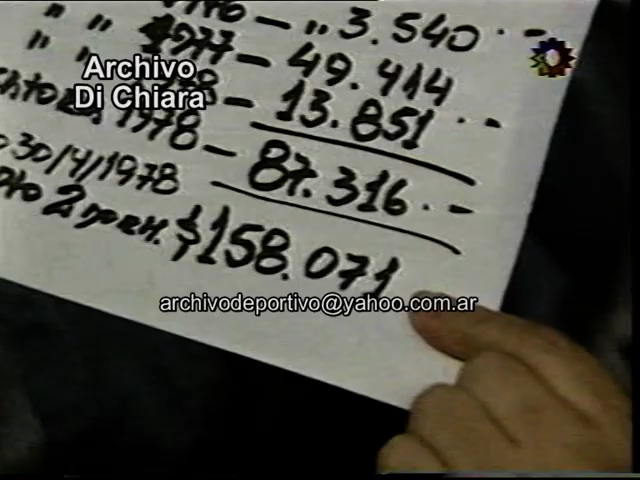 3.540.-
" " 1977 - 49.414
Archivo
Di Chiara
78 - 13.851.-
1978 - 87.316.-
30/4/1978
2 $158.071
archivodeportivo@yahoo.com.ar